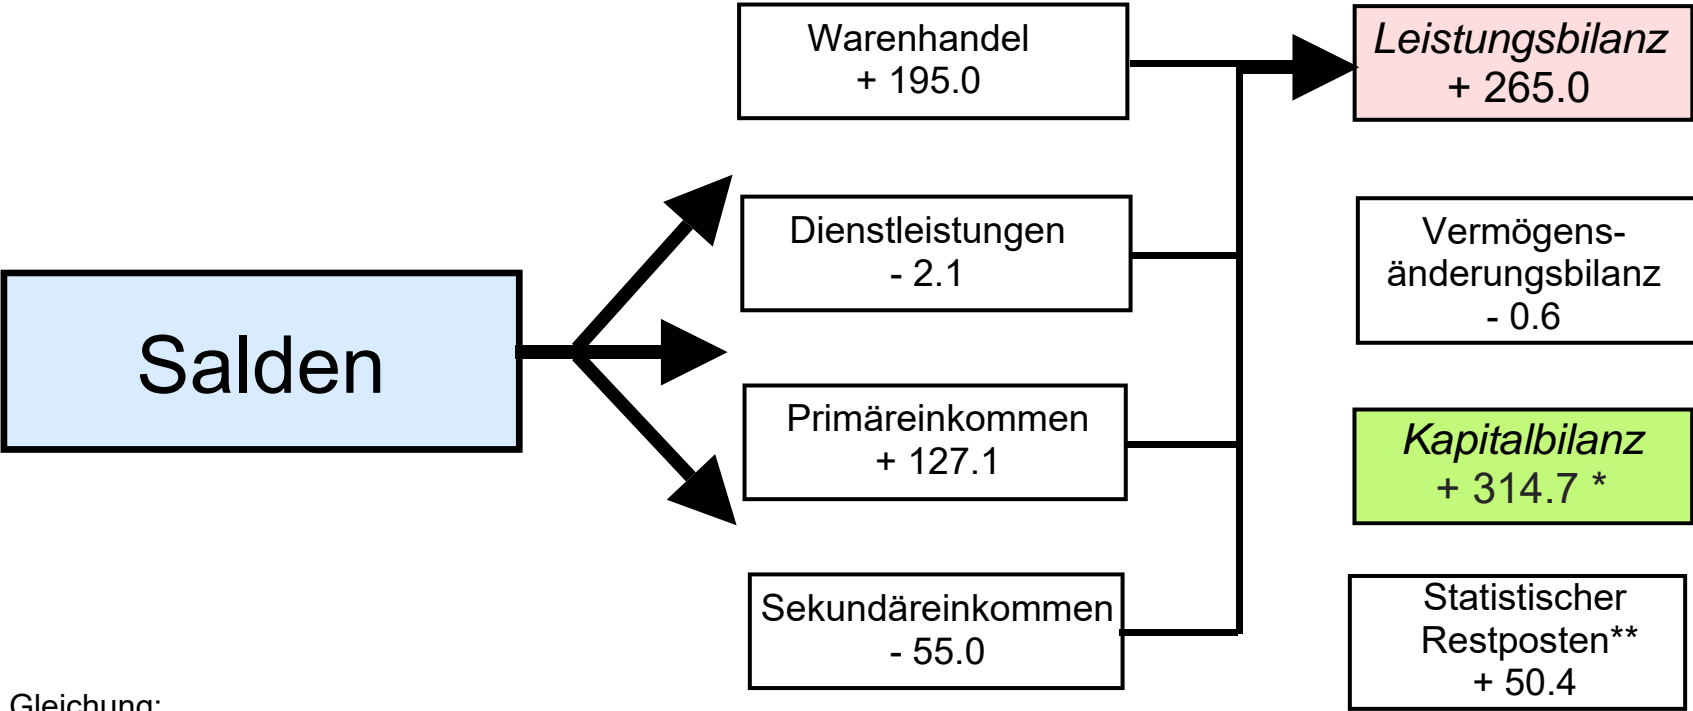 Salden
Warenhandel
+ 195.0
Dienstleistungen
- 2.1
Primäreinkommen
+ 127.1
Sekundäreinkommen
- 55.0
Leistungsbilanz
+ 265.0
Vermögens-
änderungsbilanz
- 0.6
Kapitalbilanz
+ 314.7 *
Statistischer
Restposten**
+ 50.4
Gleichung: